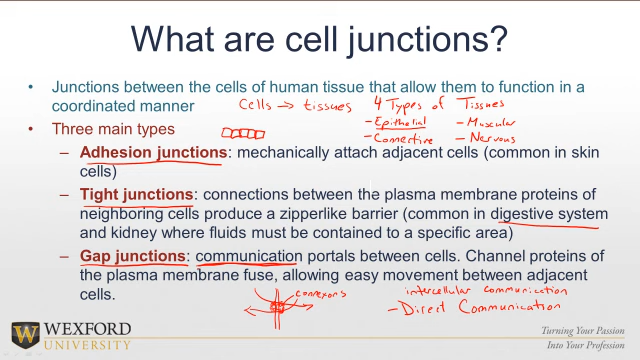 What are cell junctions?
• Junctions between the cells of human tissue that allow them to function in a
coordinated manner
Cells → tissues
4 Types of Tissues
– Epithelial – Muscular
– Connective – Nervous
• Three main types
– Adhesion junctions: mechanically attach adjacent cells (common in skin
cells)
– Tight junctions: connections between the plasma membrane proteins of
neighboring cells produce a zipperlike barrier (common in digestive system
and kidney where fluids must be contained to a specific area)
– Gap junctions: communication portals between cells. Channel proteins of
the plasma membrane fuse, allowing easy movement between adjacent
cells.
connexons
intercellular communication
– Direct Communication
WEXFORD
UNIVERSITY
Turning Your Passion
Into Your Profession